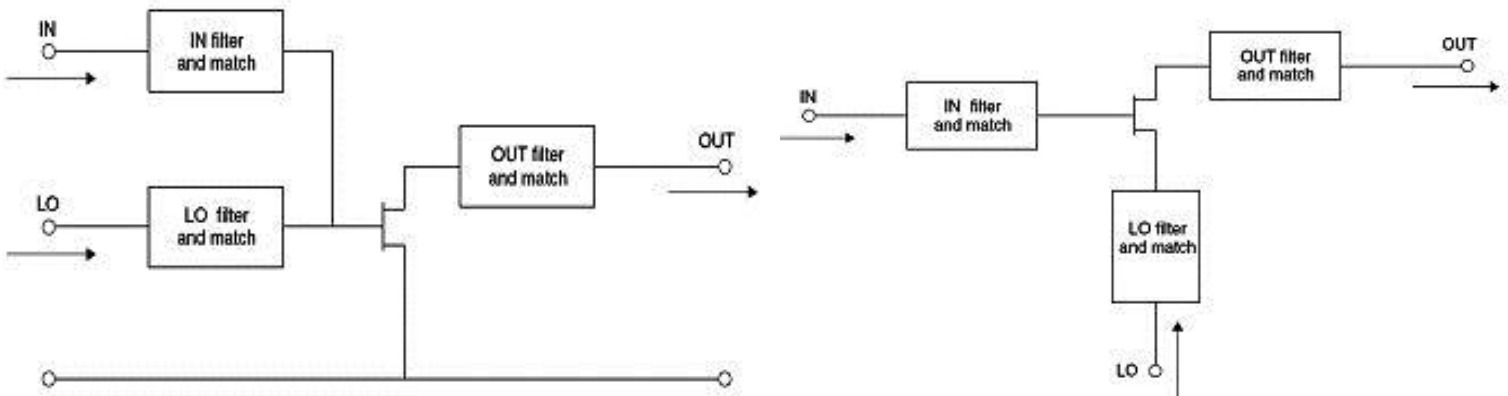 IN
IN filter
and match
LO
LO filter
and match
OUT filter
and match
OUT
IN
IN filter
and match
OUT filter
and match
OUT
LO filter
and match
LO